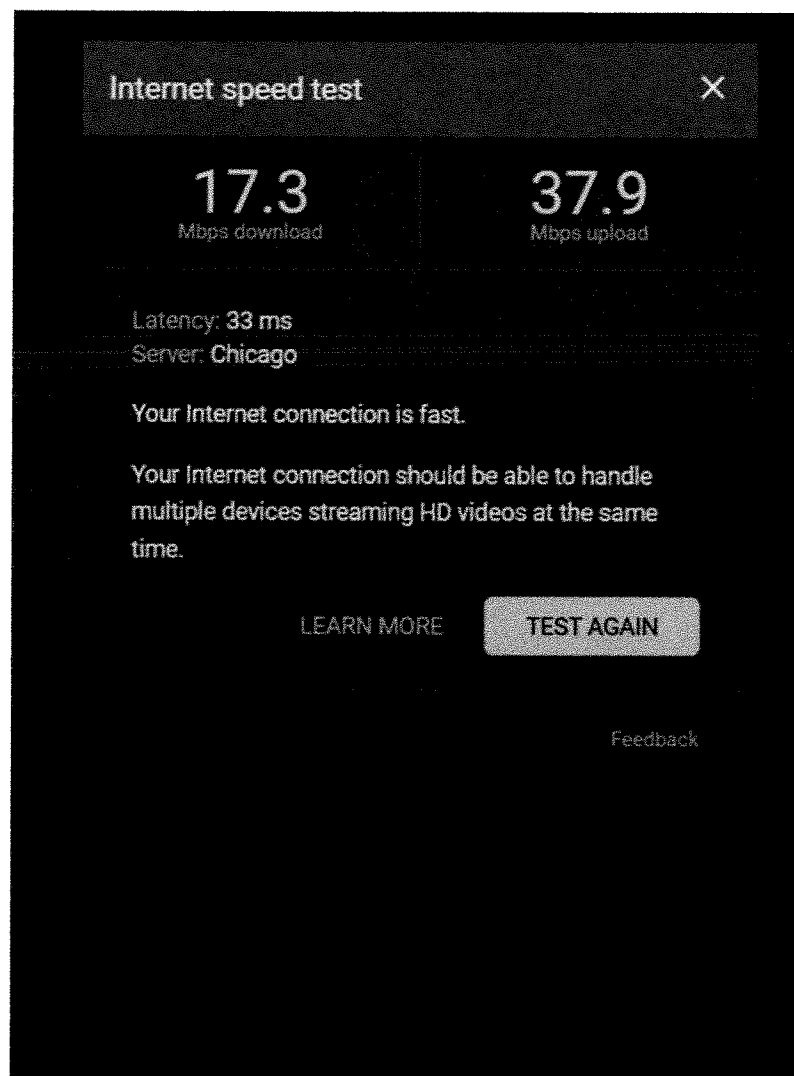 Internet speed test ×
17.3 37.9
Mbps download Mbps upload
Latency: 33 ms
Server: Chicago
Your Internet connection is fast.
Your Internet connection should be able to handle
multiple devices streaming HD videos at the same
time.
LEARN MORE TEST AGAIN
Feedback